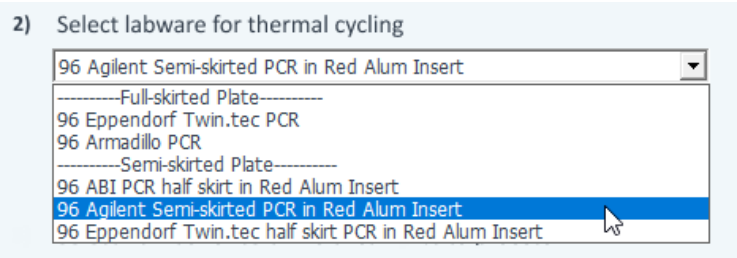 2) Select labware for thermal cycling
96 Agilent Semi-skirted PCR in Red Alum Insert
----------Full-skirted Plate----------
96 Eppendorf Twin.tec PCR
96 Armadillo PCR
----------Semi-skirted Plate----------
96 ABI PCR half skirt in Red Alum Insert
96 Agilent Semi-skirted PCR in Red Alum Insert
96 Eppendorf Twin.tec half skirt PCR in Red Alum Insert